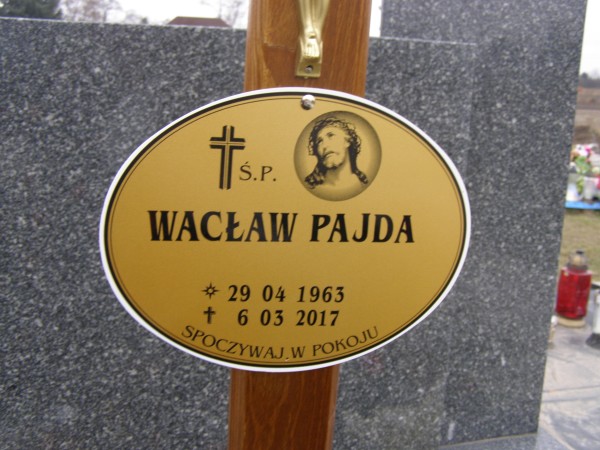 Ś.P.
WACŁAW PAJDA
29 04 1963
6 03 2017
SPOCZYWAJ.W POKOJU